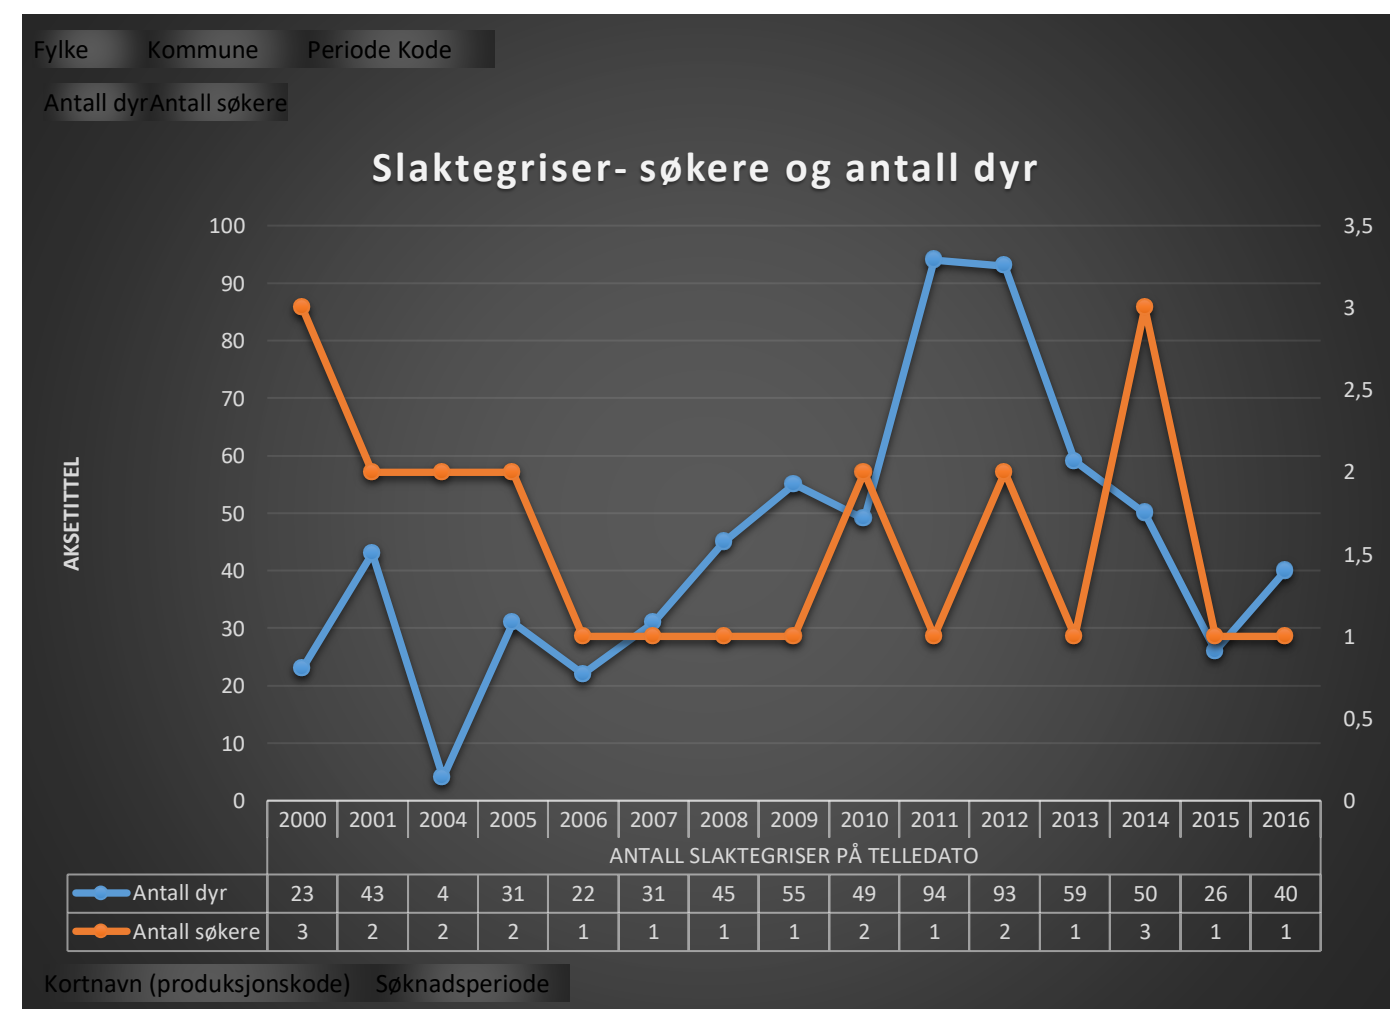 Fylke Kommune Periode Kode
Antall dyr Antall søkere
Slaktegriser- søkere og antall dyr
100 3,5
90
3
80
2,5
70
60
2
50
1,5
40
30
1
20
0,5
10
0 0
AKSETITTEL
2000 2001 2004 2005 2006 2007 2008 2009 2010 2011 2012 2013 2014 2015 2016
ANTALL SLAKTEGRISER PÅ TELLEDATO
Antall dyr 23 43 4 31 22 31 45 55 49 94 93 59 50 26 40
Antall søkere 3 2 2 2 1 1 1 1 2 1 2 1 3 1 1
Kortnavn (produksjonskode) Søknadsperiode